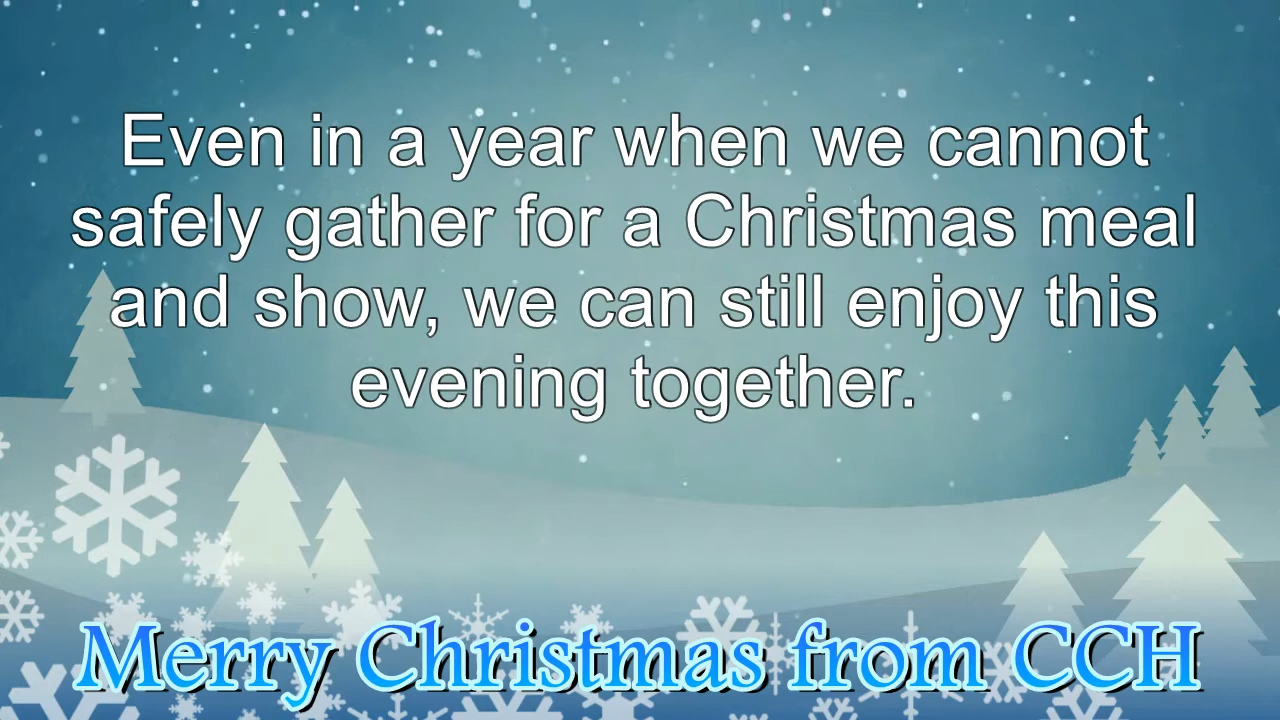 Even in a year when we cannot
safely gather for a Christmas meal
and show, we can still enjoy this
evening together.
Merry Christmas from CCH